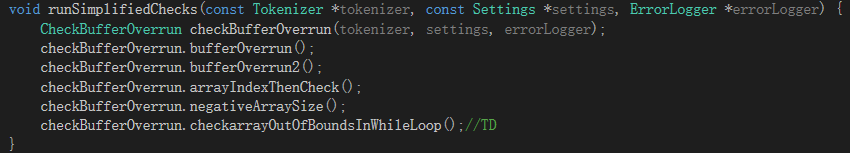 void runSimplifiedChecks(const Tokenizer *tokenizer, const Settings *settings, ErrorLogger *errorLogger) {
    CheckBufferOverrun checkBufferOverrun(tokenizer, settings, errorLogger);
    checkBufferOverrun.bufferOverrun();
    checkBufferOverrun.bufferOverrun2();
    checkBufferOverrun.arrayIndexThenCheck();
    checkBufferOverrun.negativeArraySize();
    checkBufferOverrun.checkarrayOutOfBoundsInWhileLoop();//TD
}